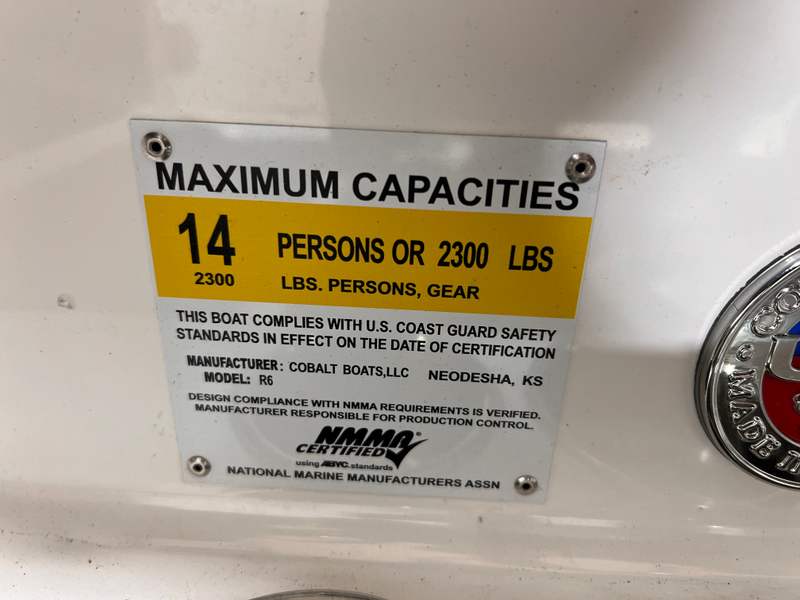 MAXIMUM CAPACITIES
14 PERSONS OR 2300 LBS
2300 LBS. PERSONS, GEAR
THIS BOAT COMPLIES WITH U.S. COAST GUARD SAFETY
STANDARDS IN EFFECT ON THE DATE OF CERTIFICATION
MANUFACTURER: COBALT BOATS,LLC NEODESHA, KS
MODEL: R6
DESIGN COMPLIANCE WITH NMMA REQUIREMENTS IS VERIFIED.
MANUFACTURER RESPONSIBLE FOR PRODUCTION CONTROL.
NMMA
CERTIFIED
using ABYC standards
NATIONAL MARINE MANUFACTURERS ASSN
MADE